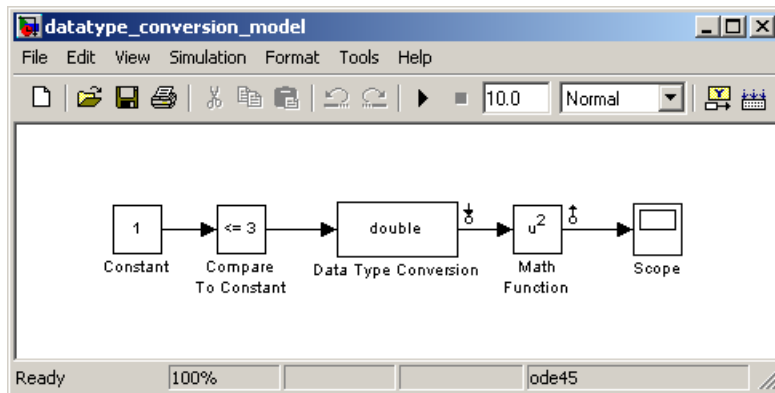 datatype_conversion_model
File Edit View Simulation Format Tools Help
10.0 Normal
1 <= 3 double u² 
Constant Compare To Constant Data Type Conversion Math Function Scope
Ready 100% ode45